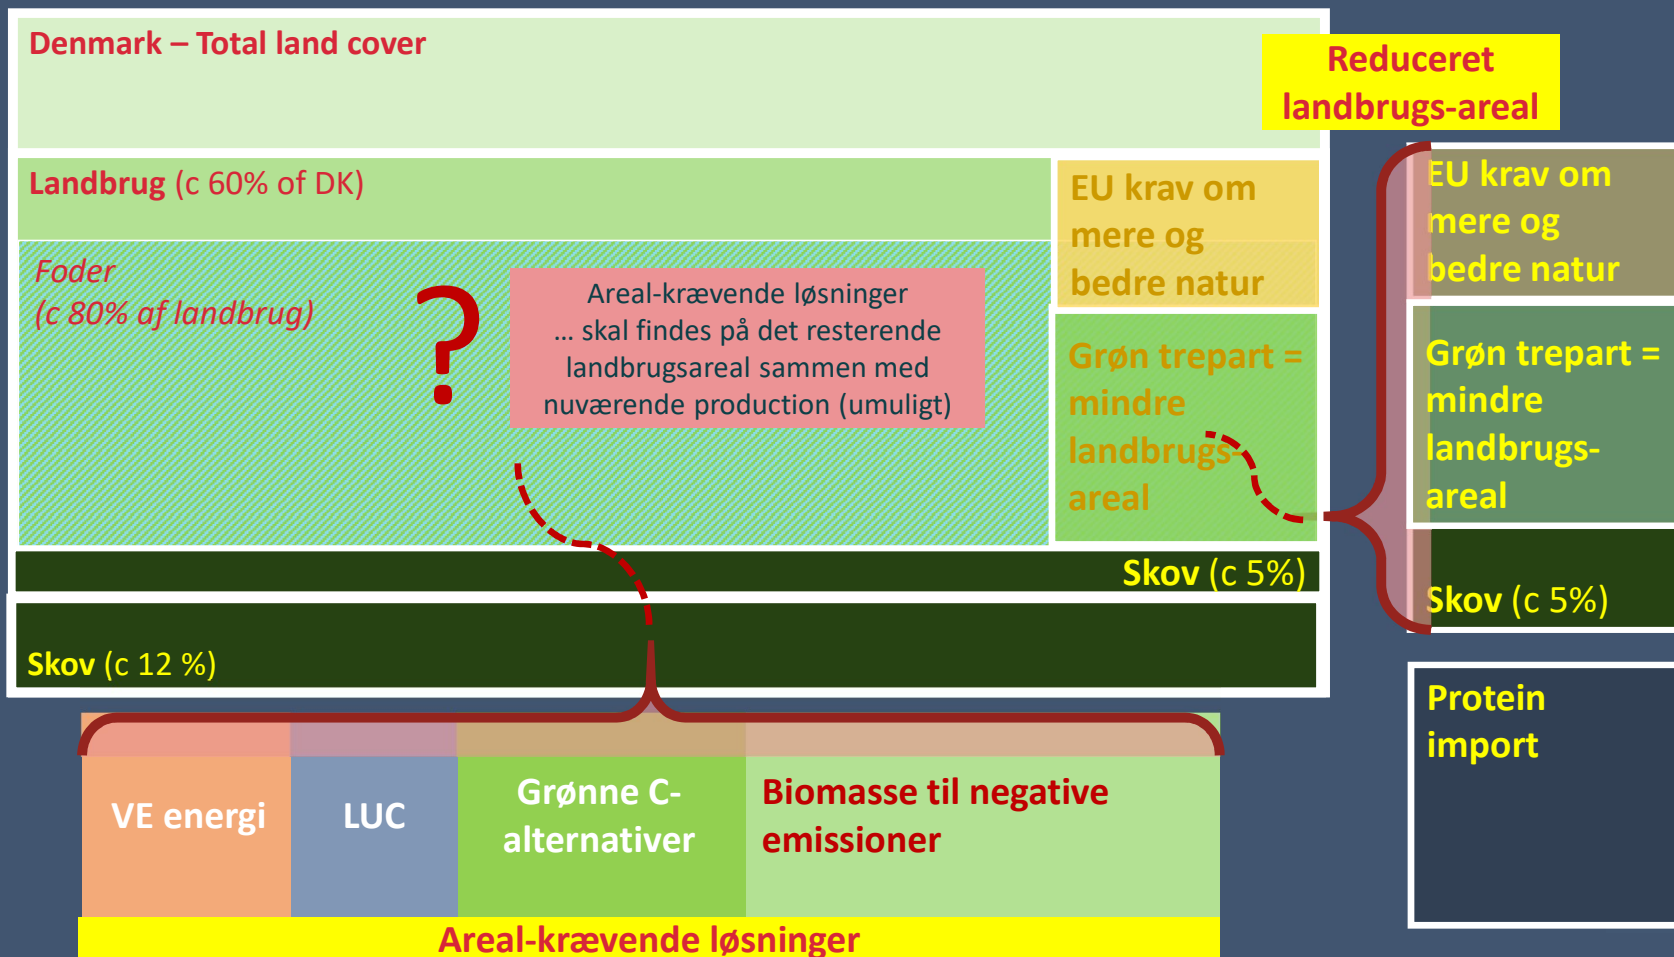 Denmark – Total land cover
Reduceret
landbrugs-areal
Landbrug (c 60% of DK)
EU krav om
mere og
bedre natur
Foder
(c 80% af landbrug)
?
Areal-krævende løsninger
... skal findes på det resterende
landbrugsareal sammen med
nuværende production (umuligt)
Grøn trepart =
mindre
landbrugs-
areal
Skov (c 5%)
Skov (c 12 %)
EU krav om
mere og
bedre natur
Grøn trepart =
mindre
landbrugs-
areal
Skov (c 5%)
Protein
import
VE energi
LUC
Grønne C-
alternativer
Biomasse til negative
emissioner
Areal-krævende løsninger